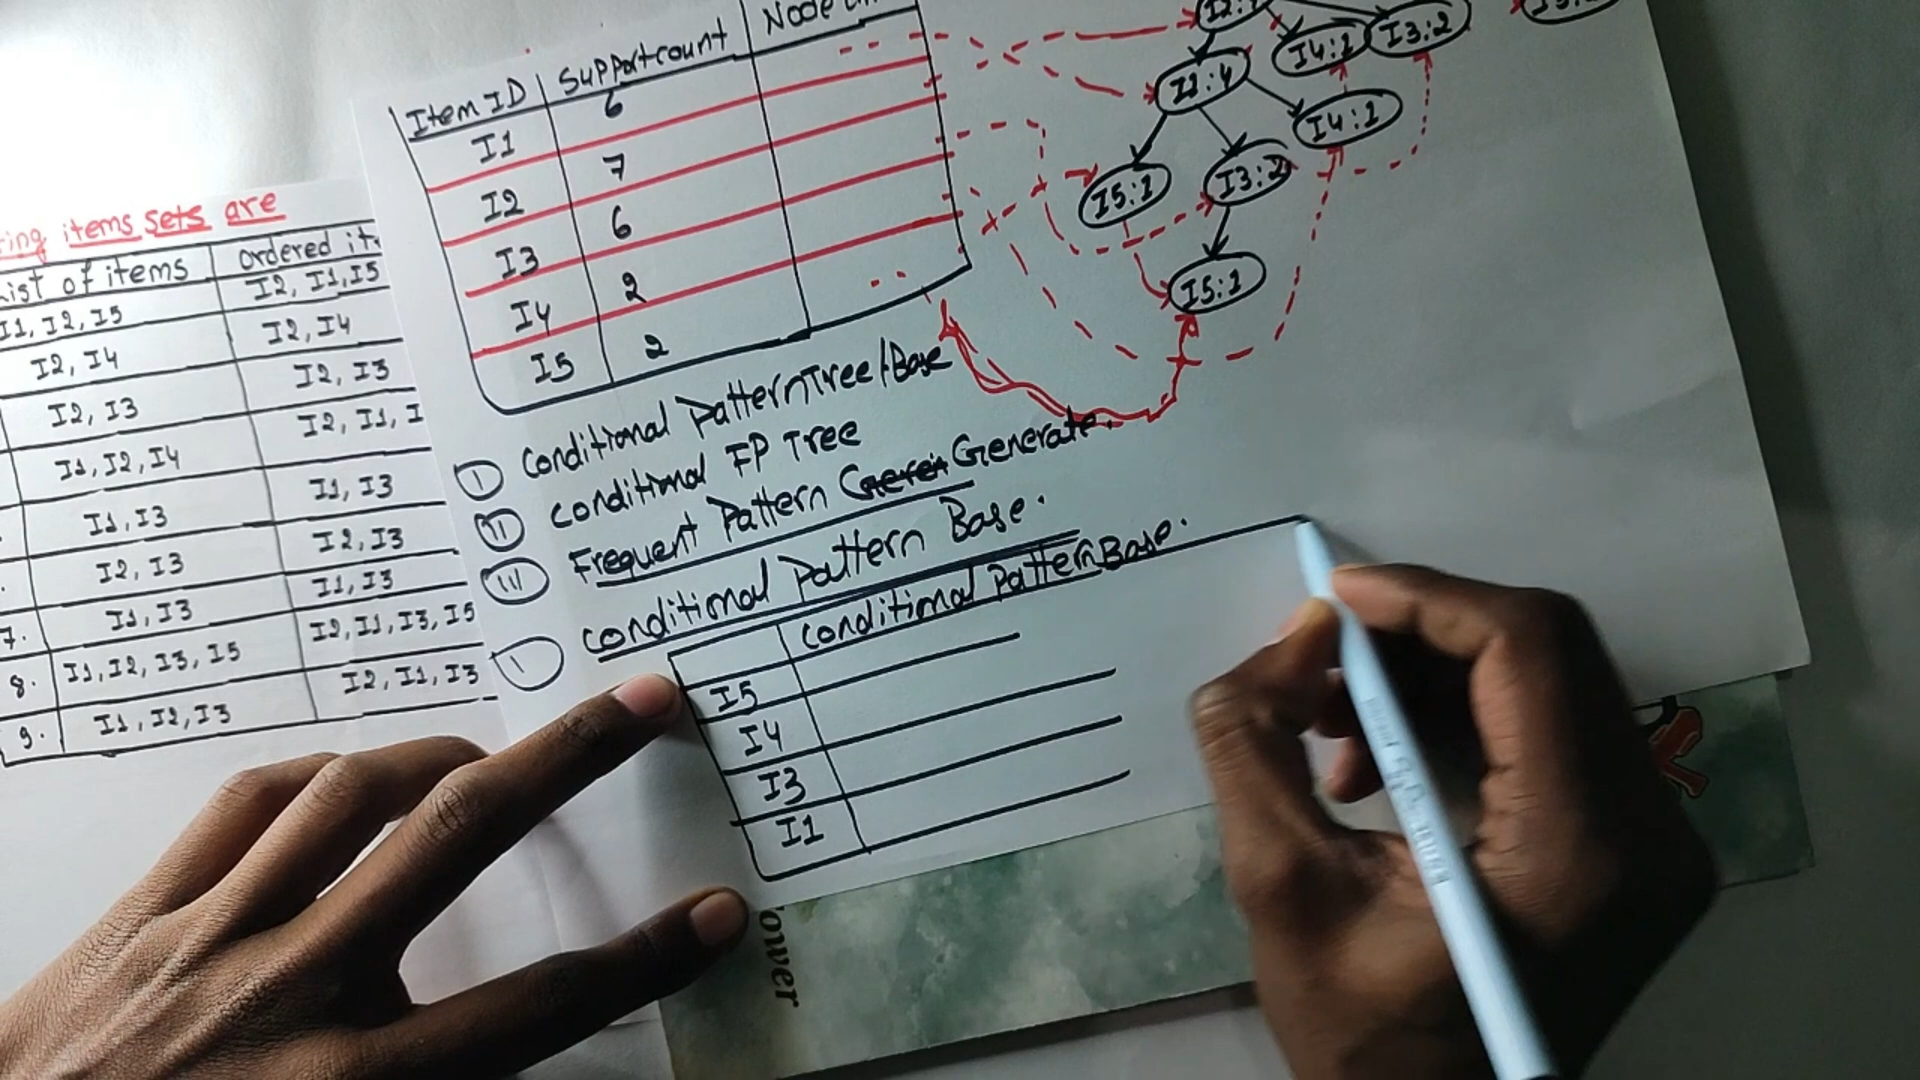 items sets are
List of items ordered it
I1, I2, I5 I2, I1, I5
I2, I4 I2, I4
I2, I3 I2, I3
I1, I2, I4 I2, I1, I
I1, I3 I1, I3
I2, I3 I2, I3
7. I1, I3 I1, I3
8. I1, I2, I3, I5 I2, I1, I3, I5
9. I1, I2, I3 I2, I1, I3
Item ID Support count Node
I1 6
I2 7
I3 6
I4 2
I5 2
I4:1 I3:2
I1:4
I4:1
I5:1 I3:2
I5:1
I Conditional Pattern Tree/Base
II Conditional FP Tree
III Frequent Pattern Generate.
I Conditional Pattern Base.
Conditional Pattern Base.
I5
I4
I3
I1
ower